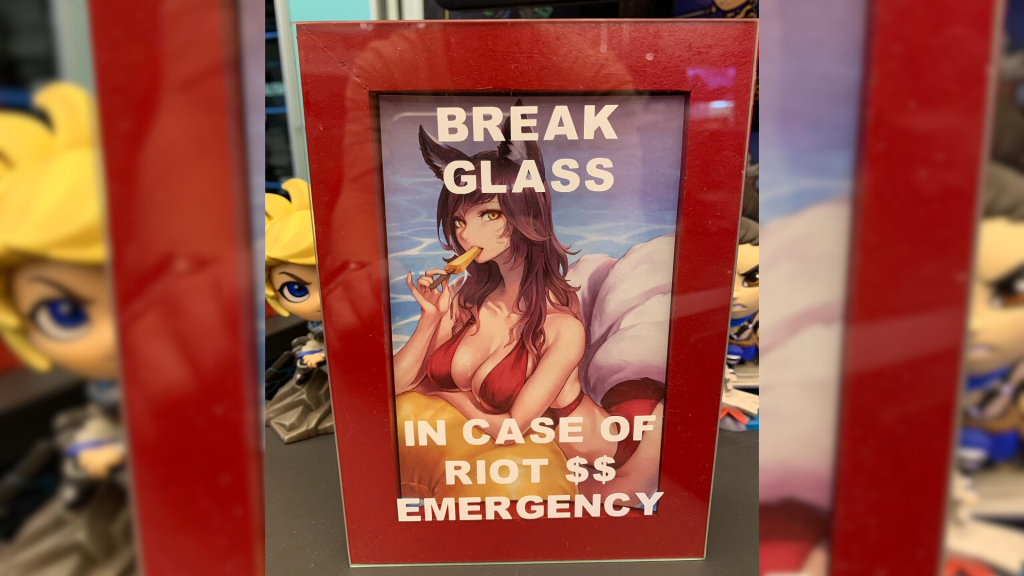 BREAK
GLASS
IN CASE OF
RIOT $$
EMERGENCY